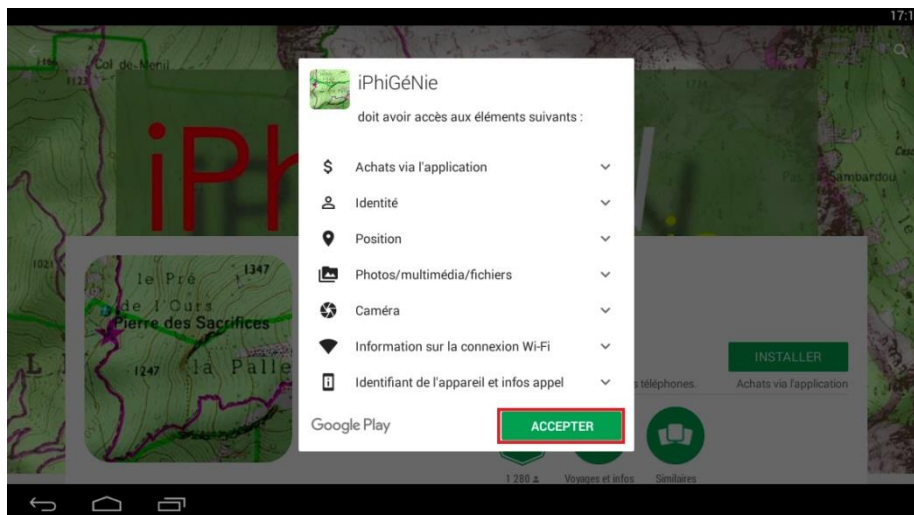 17:1
Col de Menil
1123
iPhiGéNie
doit avoir accès aux éléments suivants :
$ Achats via l'application
Identité
Position
Photos/multimédia/fichiers
Caméra
Information sur la connexion Wi-Fi
Identifiant de l'appareil et infos appel
Google Play
ACCEPTER
iP
Sambardou
1021
le Pré
de l'Ours
1347
Pierre des Sacrifices
1247
la Palle
L
INSTALLER
téléphones.
Achats via l'application
1 280
Voyages et infos
Similaires